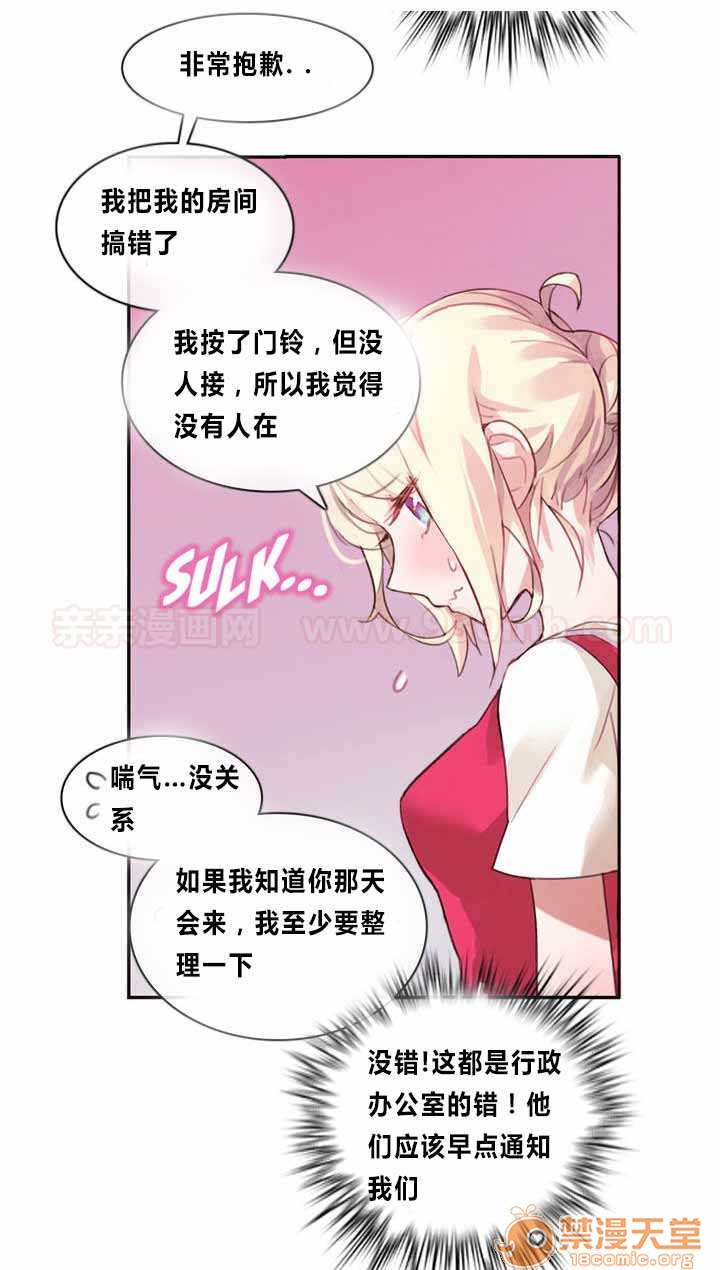 非常抱歉. .
我把我的房间
搞错了
我按了门铃，但没
人接，所以我觉得
没有人在
SULK...
亲亲漫画网
喘气...没关
系
如果我知道你那天
会来，我至少要整
理一下
没错!这都是行政
办公室的错！他
们应该早点通知
我们
禁漫天堂
18comic.org